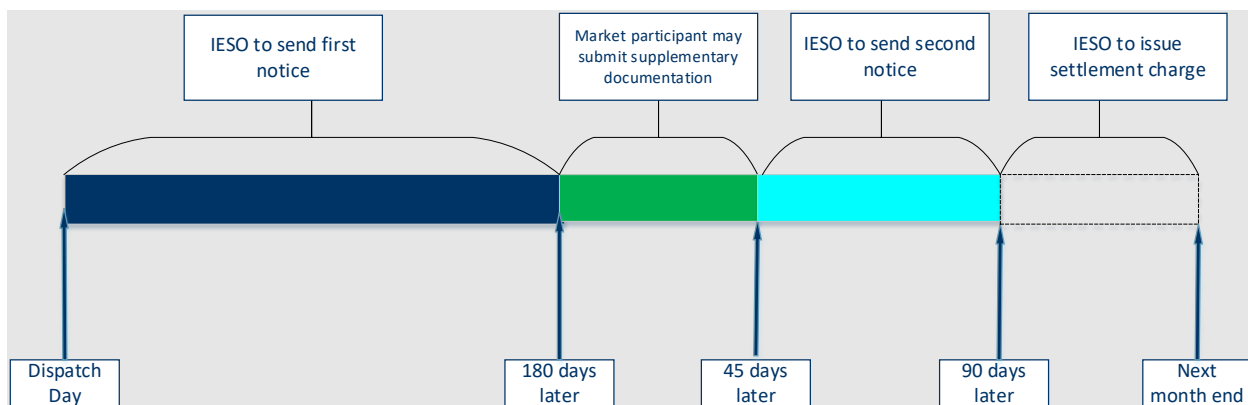 IESO to send first
notice
Market participant may
submit supplementary
documentation
IESO to send second
notice
IESO to issue
settlement charge
Dispatch
Day
180 days
later
45 days
later
90 days
later
Next
month end